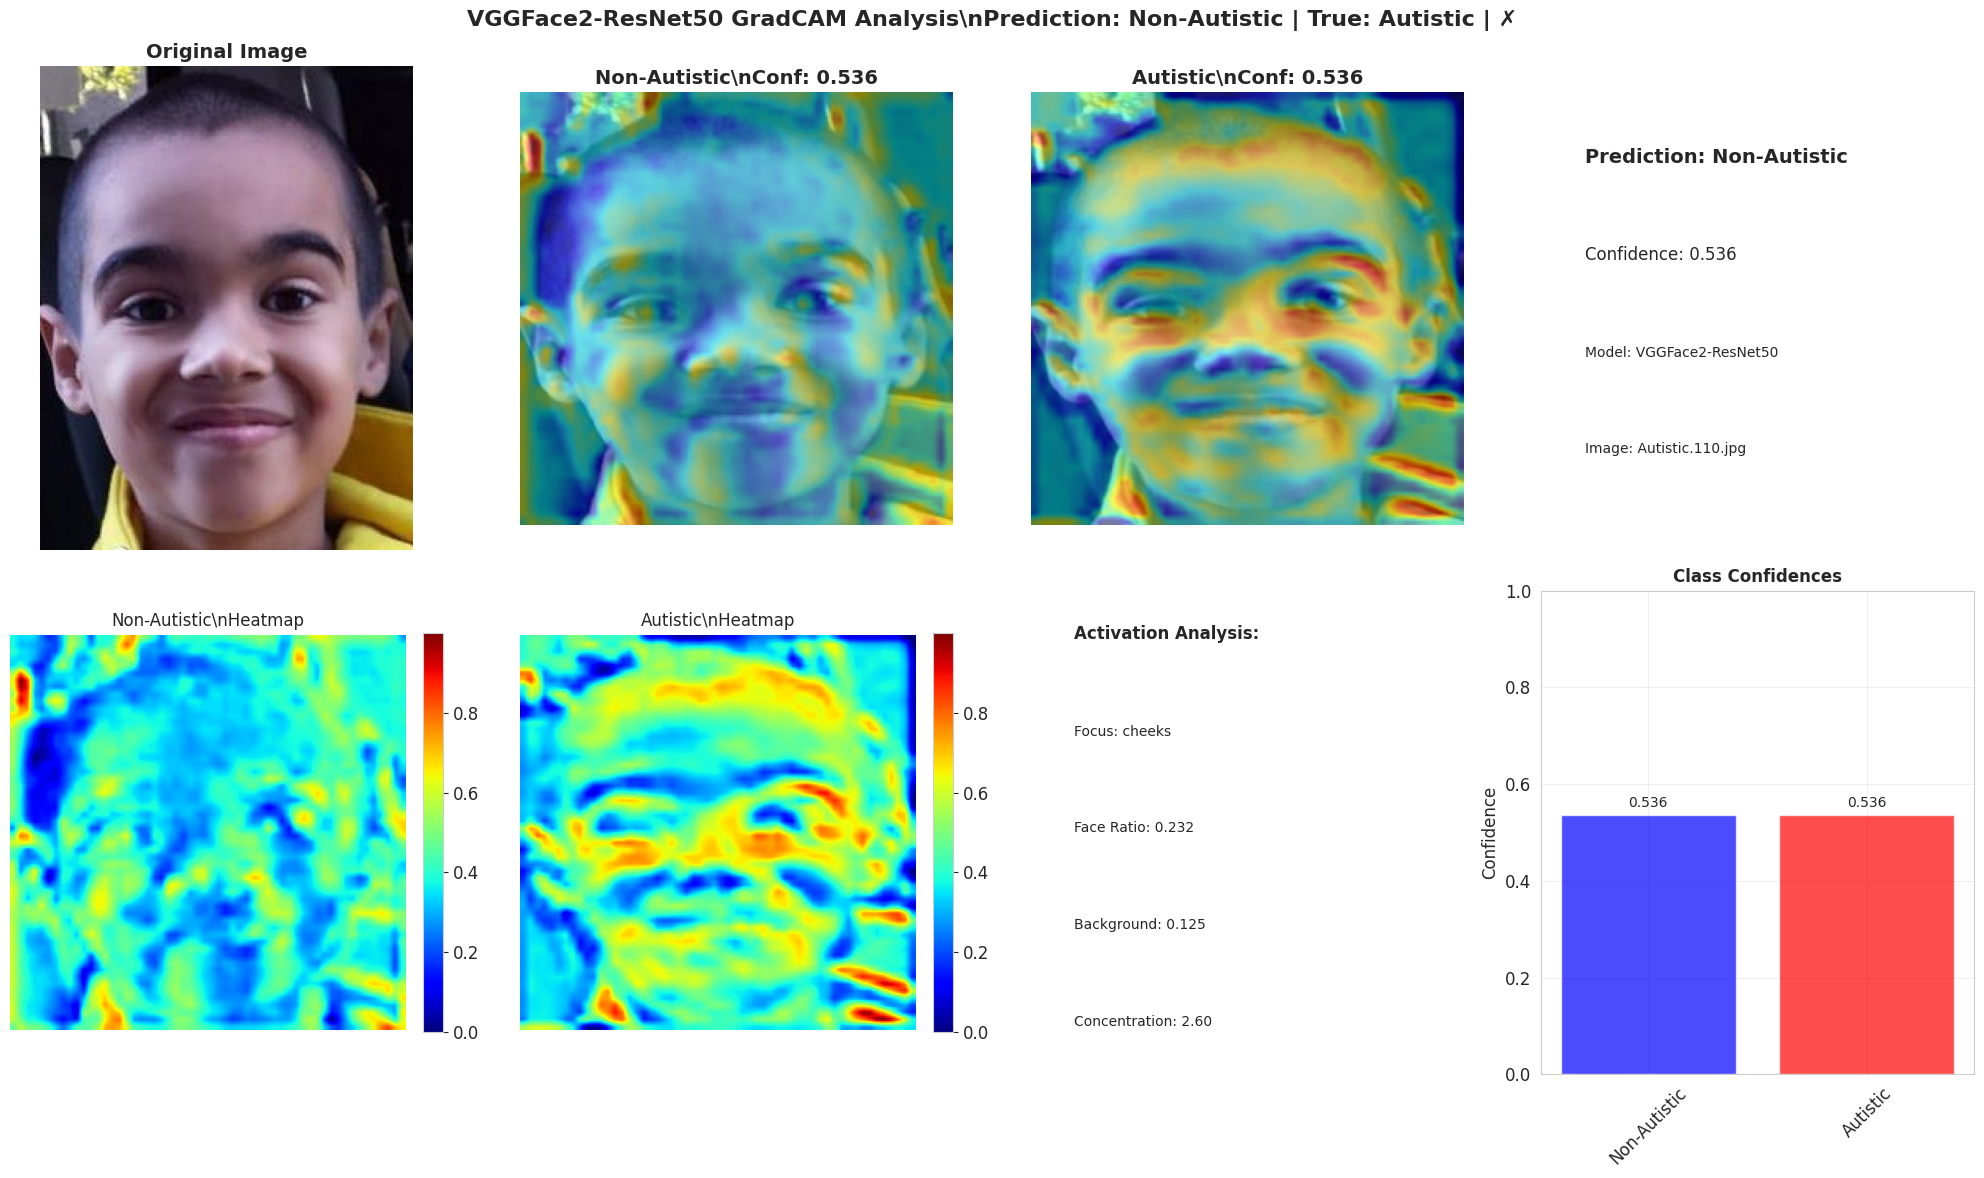 VGGFace2-ResNet50 GradCAM Analysis\nPrediction: Non-Autistic | True: Autistic | ✗
Original Image
Non-Autistic\nConf: 0.536
Autistic\nConf: 0.536
Prediction: Non-Autistic
Confidence: 0.536
Model: VGGFace2-ResNet50
Image: Autistic.110.jpg
Non-Autistic\nHeatmap
0.8
0.6
0.4
0.2
0.0
Autistic\nHeatmap
0.8
0.6
0.4
0.2
0.0
Activation Analysis:
Focus: cheeks
Face Ratio: 0.232
Background: 0.125
Concentration: 2.60
Class Confidences
Confidence
1.0
0.8
0.6
0.4
0.2
0.0
0.536
0.536
Non-Autistic
Autistic